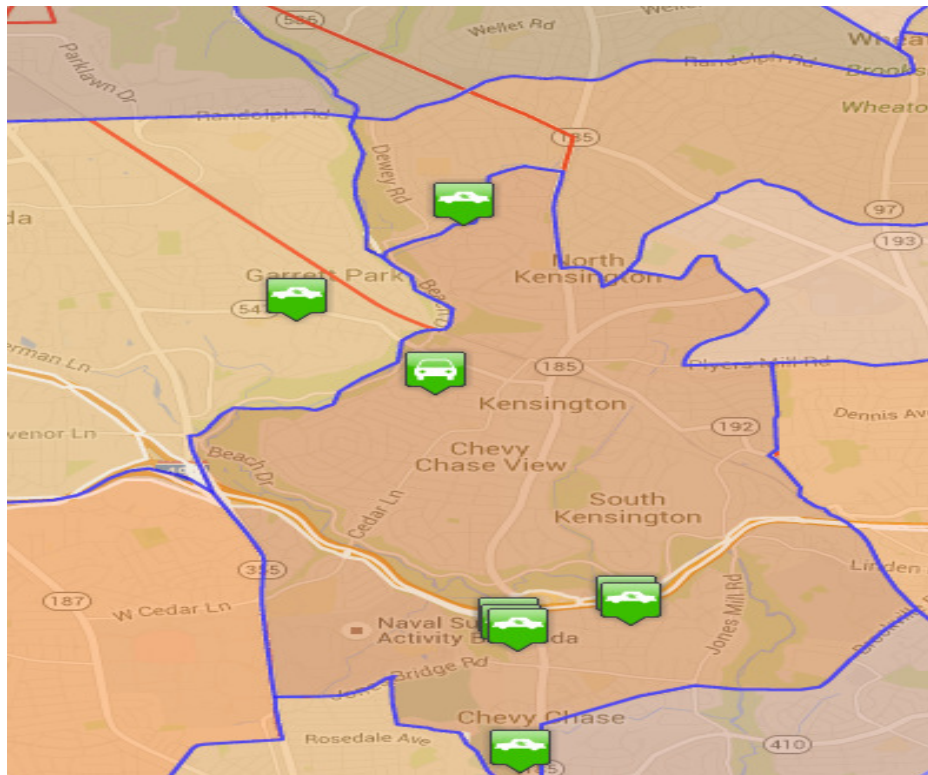 586
Weller Rd
Parklawn Dr
Randolph Rd
Randolph Rd
Wheaton
185
Dewey Rd
97
193
North
Kensington
Garrett Park
547
Beach Dr
Plyers Mill Rd
185
Kensington
192
Dennis Ave
Chevy
Chase View
Beach Dr
Cedar Ln
South
Kensington
355
187
W Cedar Ln
Linden
Jones Mill Rd
Naval Su
Activity B
da
Jones Bridge Rd
Chevy Chase
Rosedale Ave
410
185